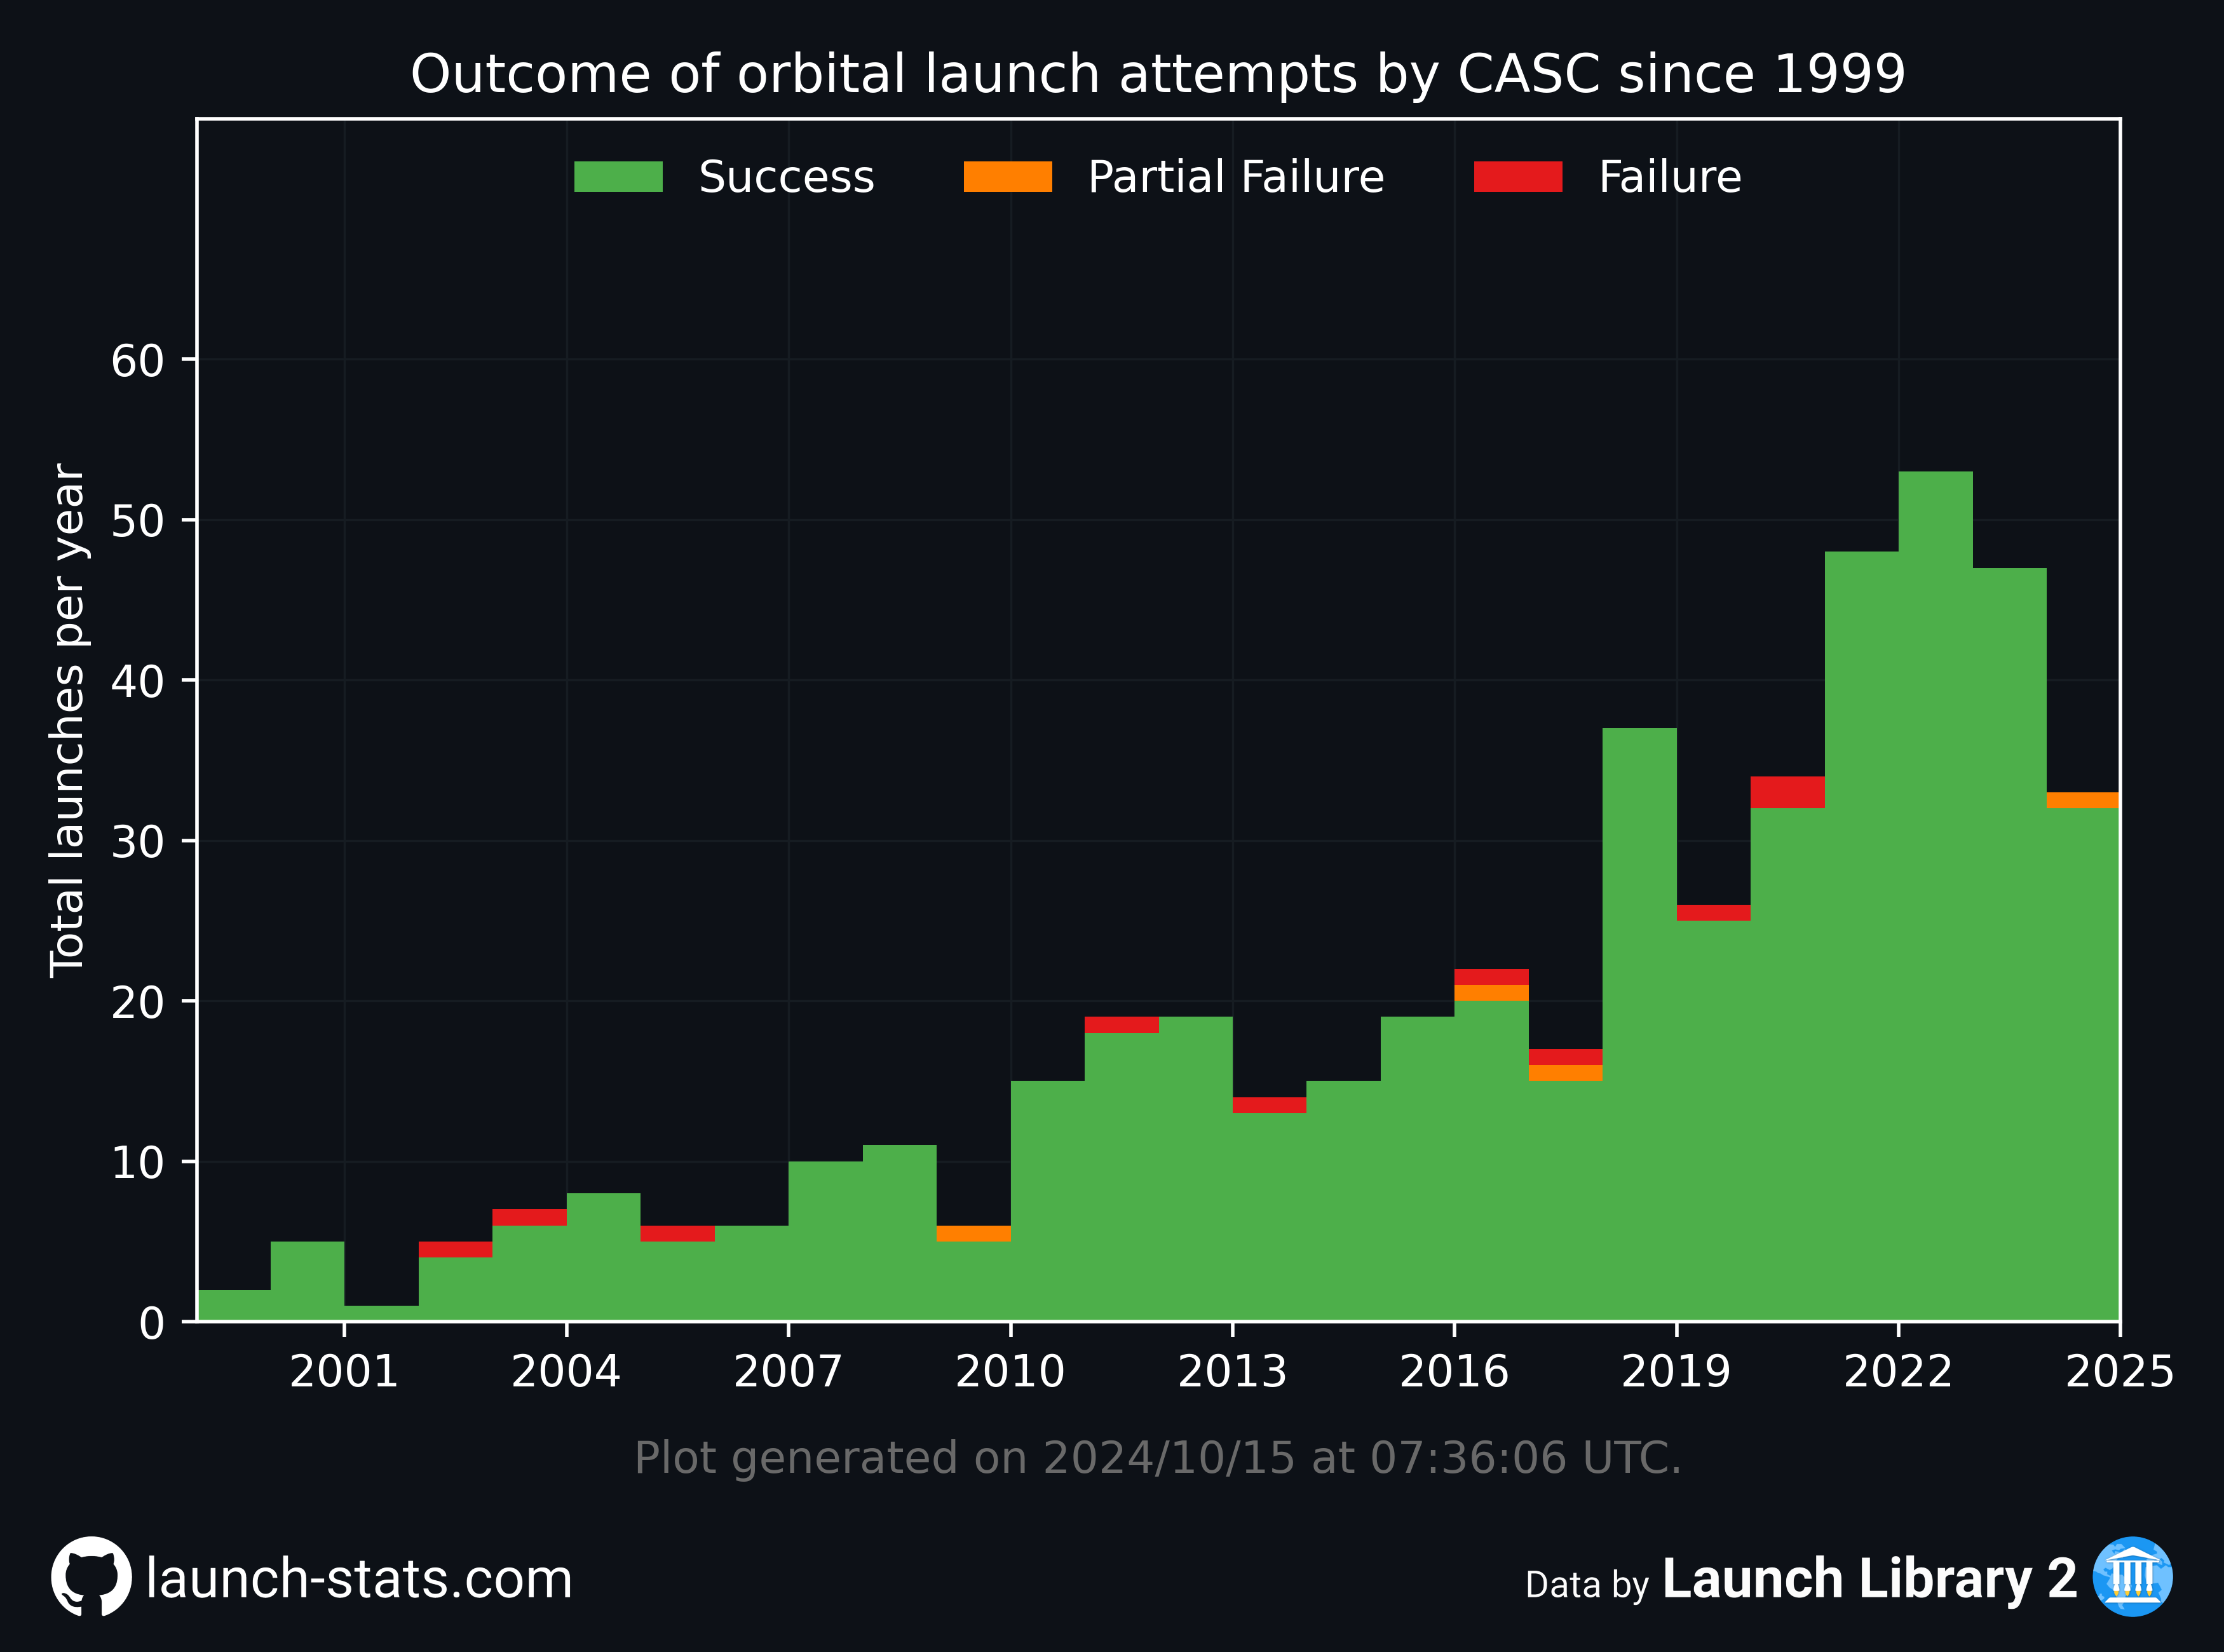 Outcome of orbital launch attempts by CASC since 1999
Success Partial Failure Failure
Total launches per year
60
50
40
30
20
10
0
2001 2004 2007 2010 2013 2016 2019 2022 2025
Plot generated on 2024/10/15 at 07:36:06 UTC.
launch-stats.com
Data by Launch Library 2